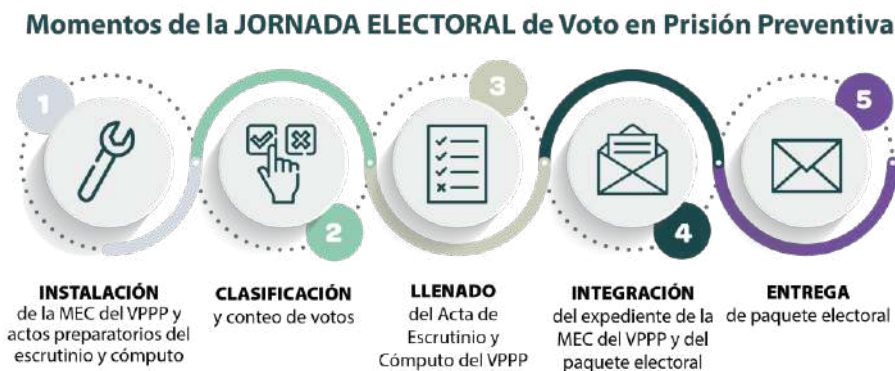 Momentos de la JORNADA ELECTORAL de Voto en Prisión Preventiva
1
2
3
4
5
INSTALACIÓN
de la MEC del VPPP y
actos preparatorios del
escrutinio y cómputo
CLASIFICACIÓN
y conteo de votos
LLENADO
del Acta de
Escrutinio y
Cómputo del VPPP
INTEGRACIÓN
del expediente de la
MEC del VPPP y del
paquete electoral
ENTREGA
de paquete electoral